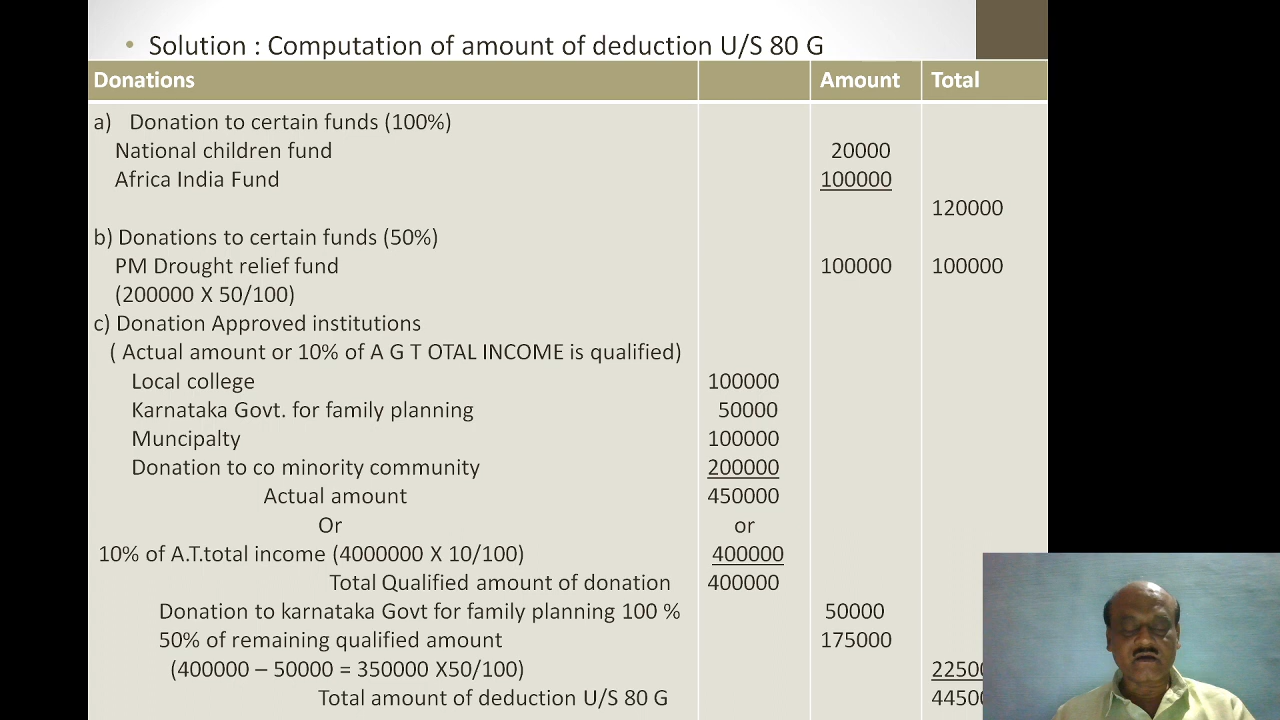 • Solution : Computation of amount of deduction U/S 80 G
Donations Amount Total
a) Donation to certain funds (100%)
National children fund 20000
Africa India Fund 100000
120000
b) Donations to certain funds (50%)
PM Drought relief fund 100000 100000
(200000 X 50/100)
c) Donation Approved institutions
( Actual amount or 10% of A G T OTAL INCOME is qualified)
Local college 100000
Karnataka Govt. for family planning 50000
Muncipalty 100000
Donation to co minority community 200000
Actual amount 450000
Or or
10% of A.T.total income (4000000 X 10/100) 400000
Total Qualified amount of donation 400000
Donation to karnataka Govt for family planning 100 % 50000
50% of remaining qualified amount 175000
(400000 – 50000 = 350000 X50/100)
Total amount of deduction U/S 80 G